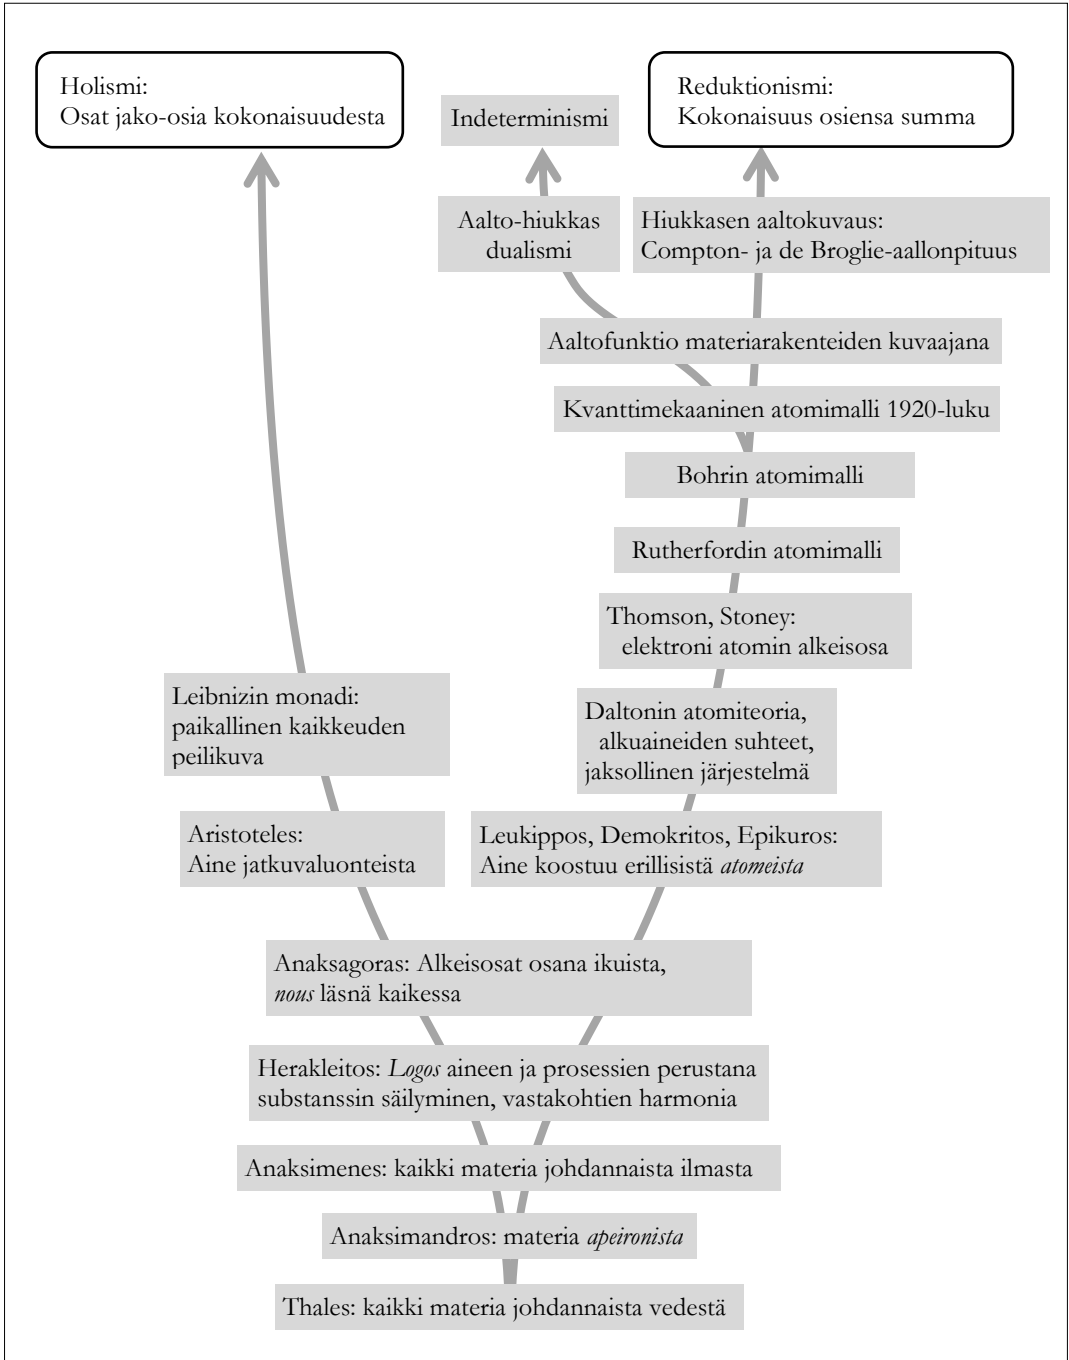 Holismi:
Osat jako-osia kokonaisuudesta
Indeterminismi
Reduktionismi:
Kokonaisuus osiensa summa
Aalto-hiukkas
dualismi
Hiukkasen aaltokuvaus:
Compton- ja de Broglie-aallonpituus
Aaltofunktio materiarakenteiden kuvaajana
Kvanttimekaaninen atomimalli 1920-luku
Bohrin atomimalli
Rutherfordin atomimalli
Thomson, Stoney:
elektroni atomin alkeisosa
Leibnizin monadi:
paikallinen kaikkeuden
peilikuva
Daltonin atomiteoria,
alkuaineiden suhteet,
jaksollinen järjestelmä
Aristoteles:
Aine jatkuvaluonteista
Leukippos, Demokritos, Epikuros:
Aine koostuu erillisistä atomeista
Anaksagoras: Alkeisosat osana ikuista,
nous läsnä kaikessa
Herakleitos: Logos aineen ja prosessien perustana
substanssin säilyminen, vastakohtien harmonia
Anaksimenes: kaikki materia johdannaista ilmasta
Anaksimandros: materia apeironista
Thales: kaikki materia johdannaista vedestä